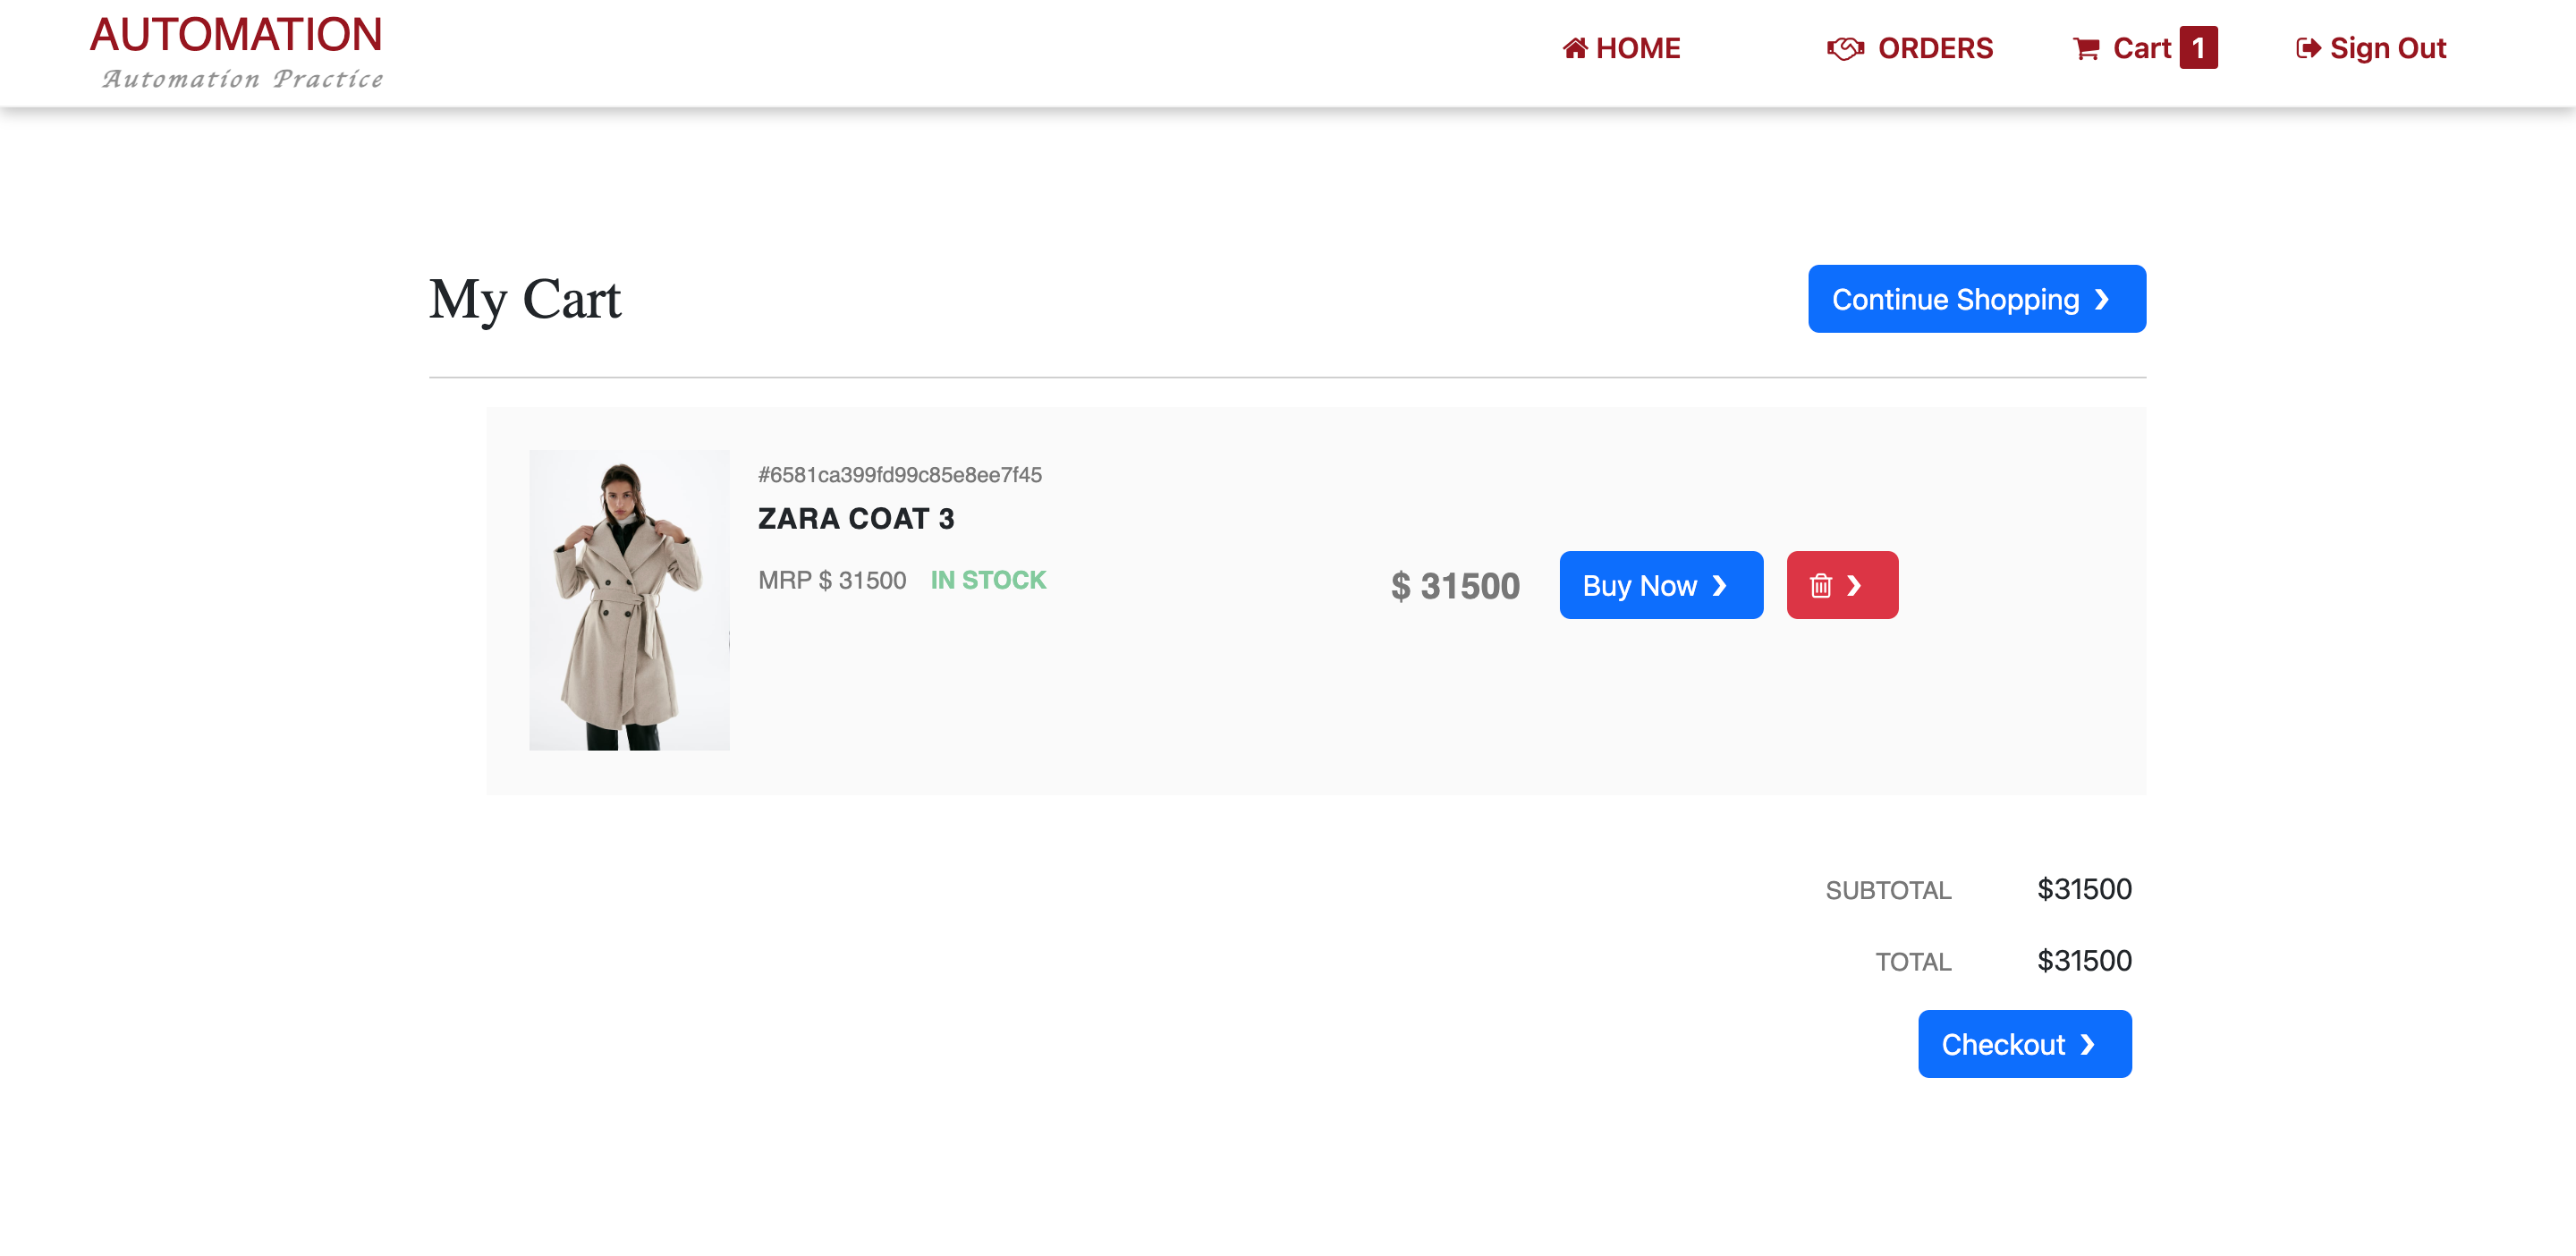 AUTOMATION
Automation Practice
HOME
ORDERS
Cart 1
Sign Out
My Cart
Continue Shopping ❯
#6581ca399fd99c85e8ee7f45
ZARA COAT 3
MRP $ 31500 IN STOCK
$ 31500
Buy Now ❯
❯
SUBTOTAL $31500
TOTAL $31500
Checkout ❯